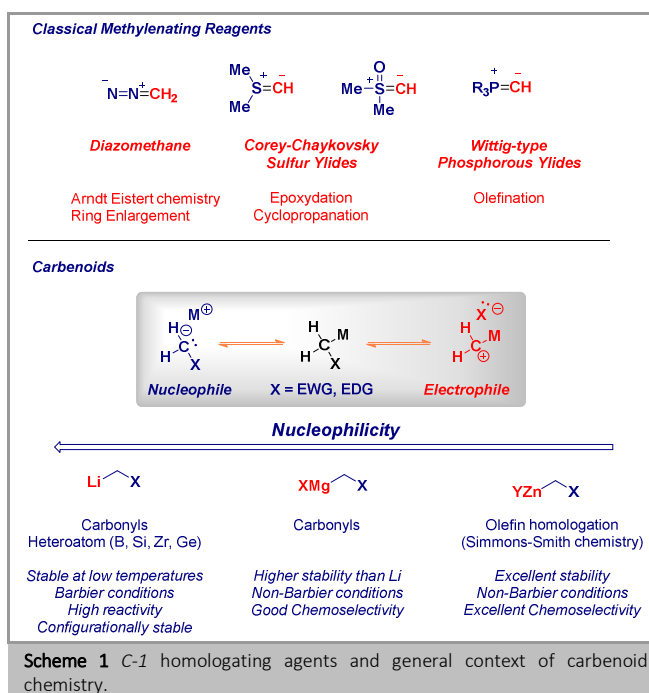 Classical Methylenating Reagents
− N=N+=CH2
Me Me S+=CH−
O Me-S+=CH− Me
R3P+=CH−
Diazomethane
Corey-Chaykovsky
Sulfur Ylides
Wittig-type
Phosphorous Ylides
Arndt Eistert chemistry
Ring Enlargement
Epoxydation
Cyclopropanation
Olefination
Carbenoids
M⊕ H ⊖ C: H X
H H C M X
:X: ⊖ H M H C ⊕
Nucleophile
X = EWG, EDG
Electrophile
Nucleophilicity
Li X
XMg X
YZn X
Carbonyls
Heteroatom (B, Si, Zr, Ge)
Carbonyls
Olefin homologation
(Simmons-Smith chemistry)
Stable at low temperatures
Barbier conditions
High reactivity
Configurationally stable
Higher stability than Li
Non-Barbier conditions
Good Chemoselectivity
Excellent stability
Non-Barbier conditions
Excellent Chemoselectivity
Scheme 1 C-1 homologating agents and general context of carbenoid
chemistry.